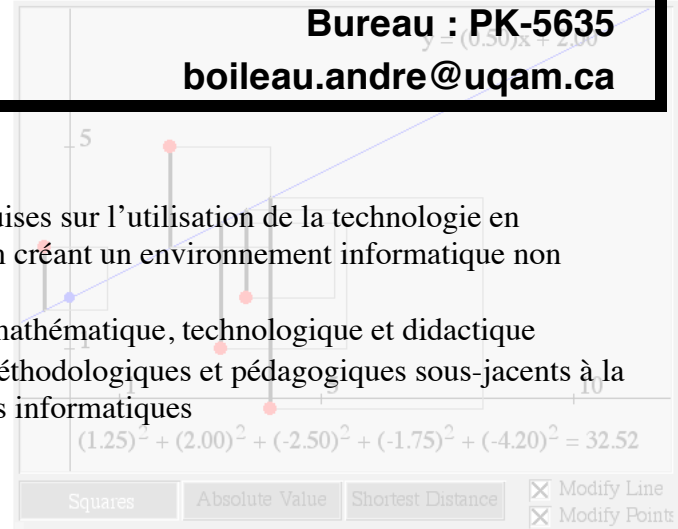 Bureau : PK-5635
y = (0.50)x + 2.00
boileau.andre@uqam.ca
5
uises sur l’utilisation de la technologie en
n créant un environnement informatique non
mathématique, technologique et didactique
éthodologiques et pédagogiques sous-jacents à la
s informatiques
1 5 10
(1.25)² + (2.00)² + (-2.50)² + (-1.75)² + (-4.20)² = 32.52
Squares Absolute Value Shortest Distance Modify Line
Modify Points